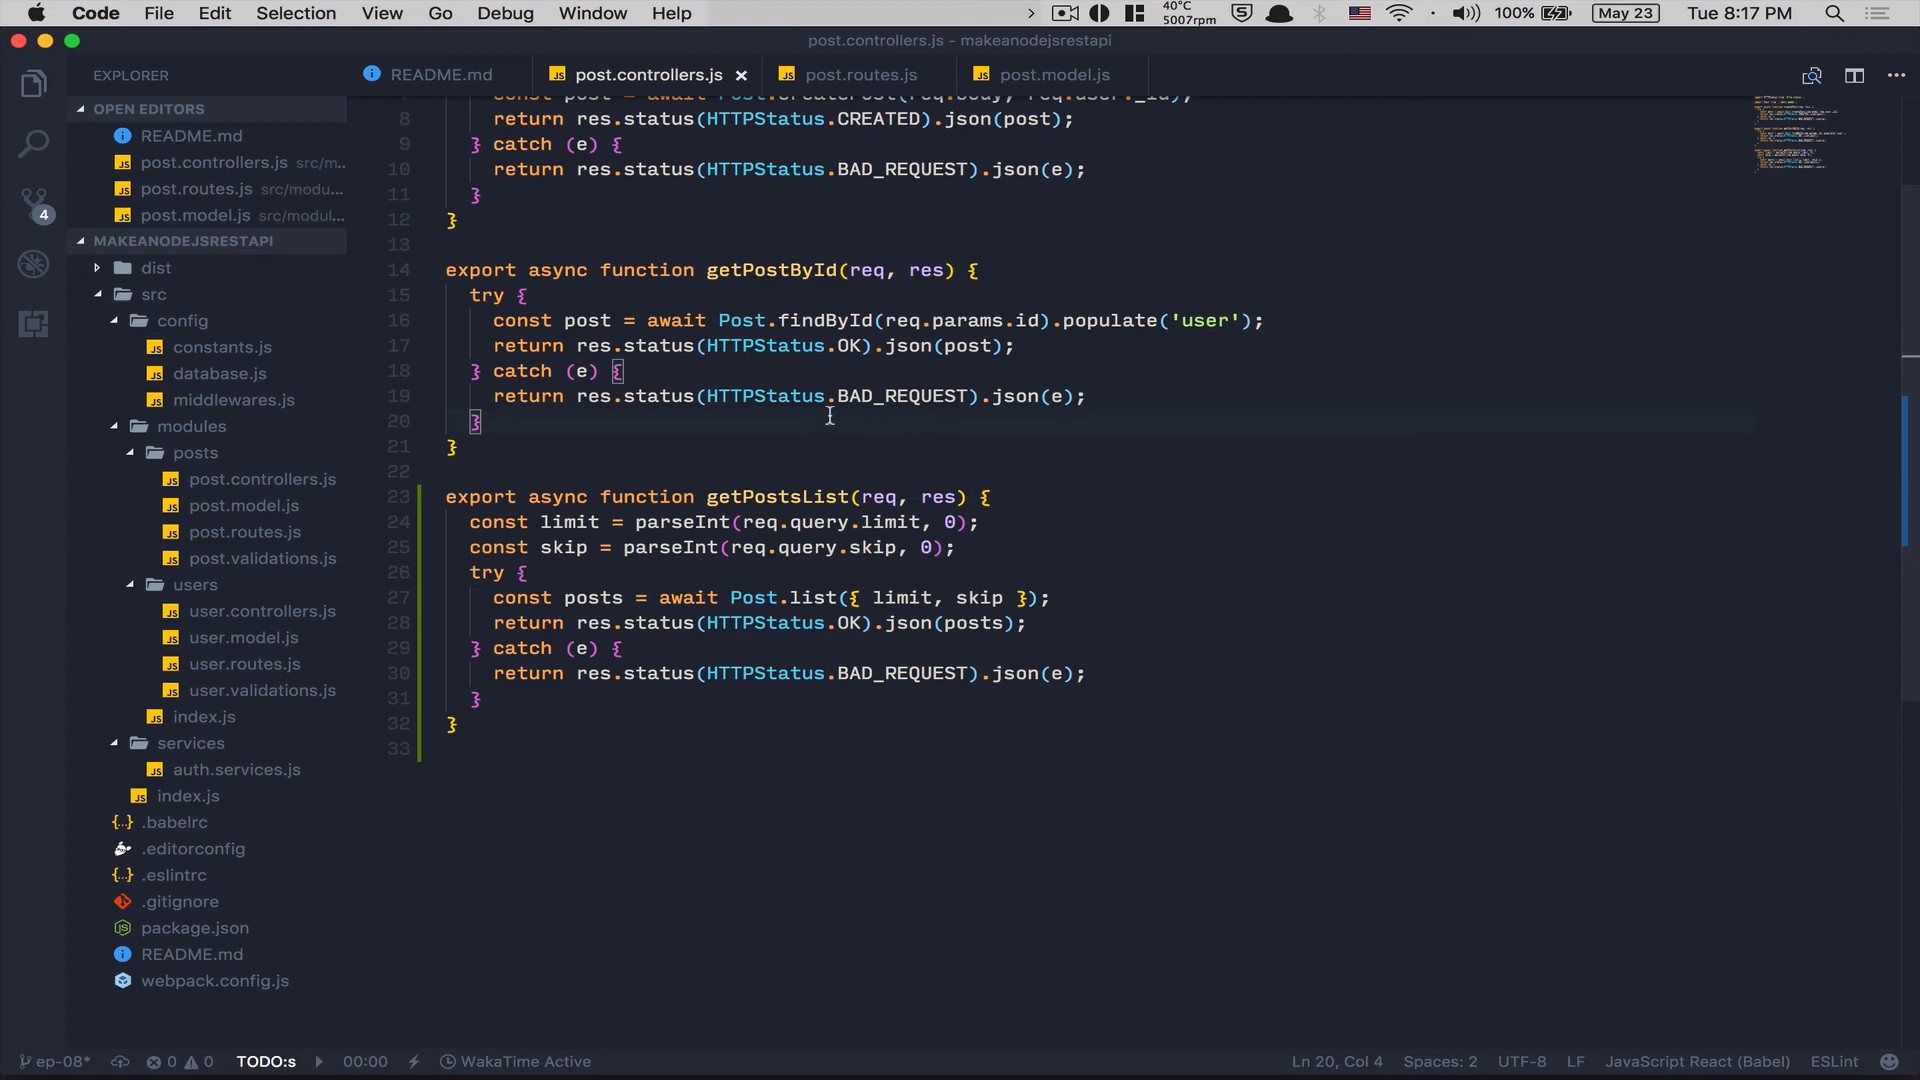 Code File Edit Selection View Go Debug Window Help 40°C 5007rpm 100% May 23 Tue 8:17 PM
post.controllers.js - makeanodejsrestapi
EXPLORER
README.md post.controllers.js post.routes.js post.model.js
OPEN EDITORS
README.md
post.controllers.js src/m...
post.routes.js src/modu...
post.model.js src/modul...
MAKEANODEJSRESTAPI
dist
src
config
constants.js
database.js
middlewares.js
modules
posts
post.controllers.js
post.model.js
post.routes.js
post.validations.js
users
user.controllers.js
user.model.js
user.routes.js
user.validations.js
index.js
services
auth.services.js
index.js
.babelrc
.editorconfig
.eslintrc
.gitignore
package.json
README.md
webpack.config.js
4
const post = await Post.createPost(req.body, req.user._id);
8 return res.status(HTTPStatus.CREATED).json(post);
9 } catch (e) {
10 return res.status(HTTPStatus.BAD_REQUEST).json(e);
11 }
12 }
13
14 export async function getPostById(req, res) {
15 try {
16 const post = await Post.findById(req.params.id).populate('user');
17 return res.status(HTTPStatus.OK).json(post);
18 } catch (e) {
19 return res.status(HTTPStatus.BAD_REQUEST).json(e);
20 }
21 }
22
23 export async function getPostsList(req, res) {
24 const limit = parseInt(req.query.limit, 0);
25 const skip = parseInt(req.query.skip, 0);
26 try {
27 const posts = await Post.list({ limit, skip });
28 return res.status(HTTPStatus.OK).json(posts);
29 } catch (e) {
30 return res.status(HTTPStatus.BAD_REQUEST).json(e);
31 }
32 }
33
ep-08* 0 0 TODO:s 00:00 WakaTime Active Ln 20, Col 4 Spaces: 2 UTF-8 LF JavaScript React (Babel) ESLint